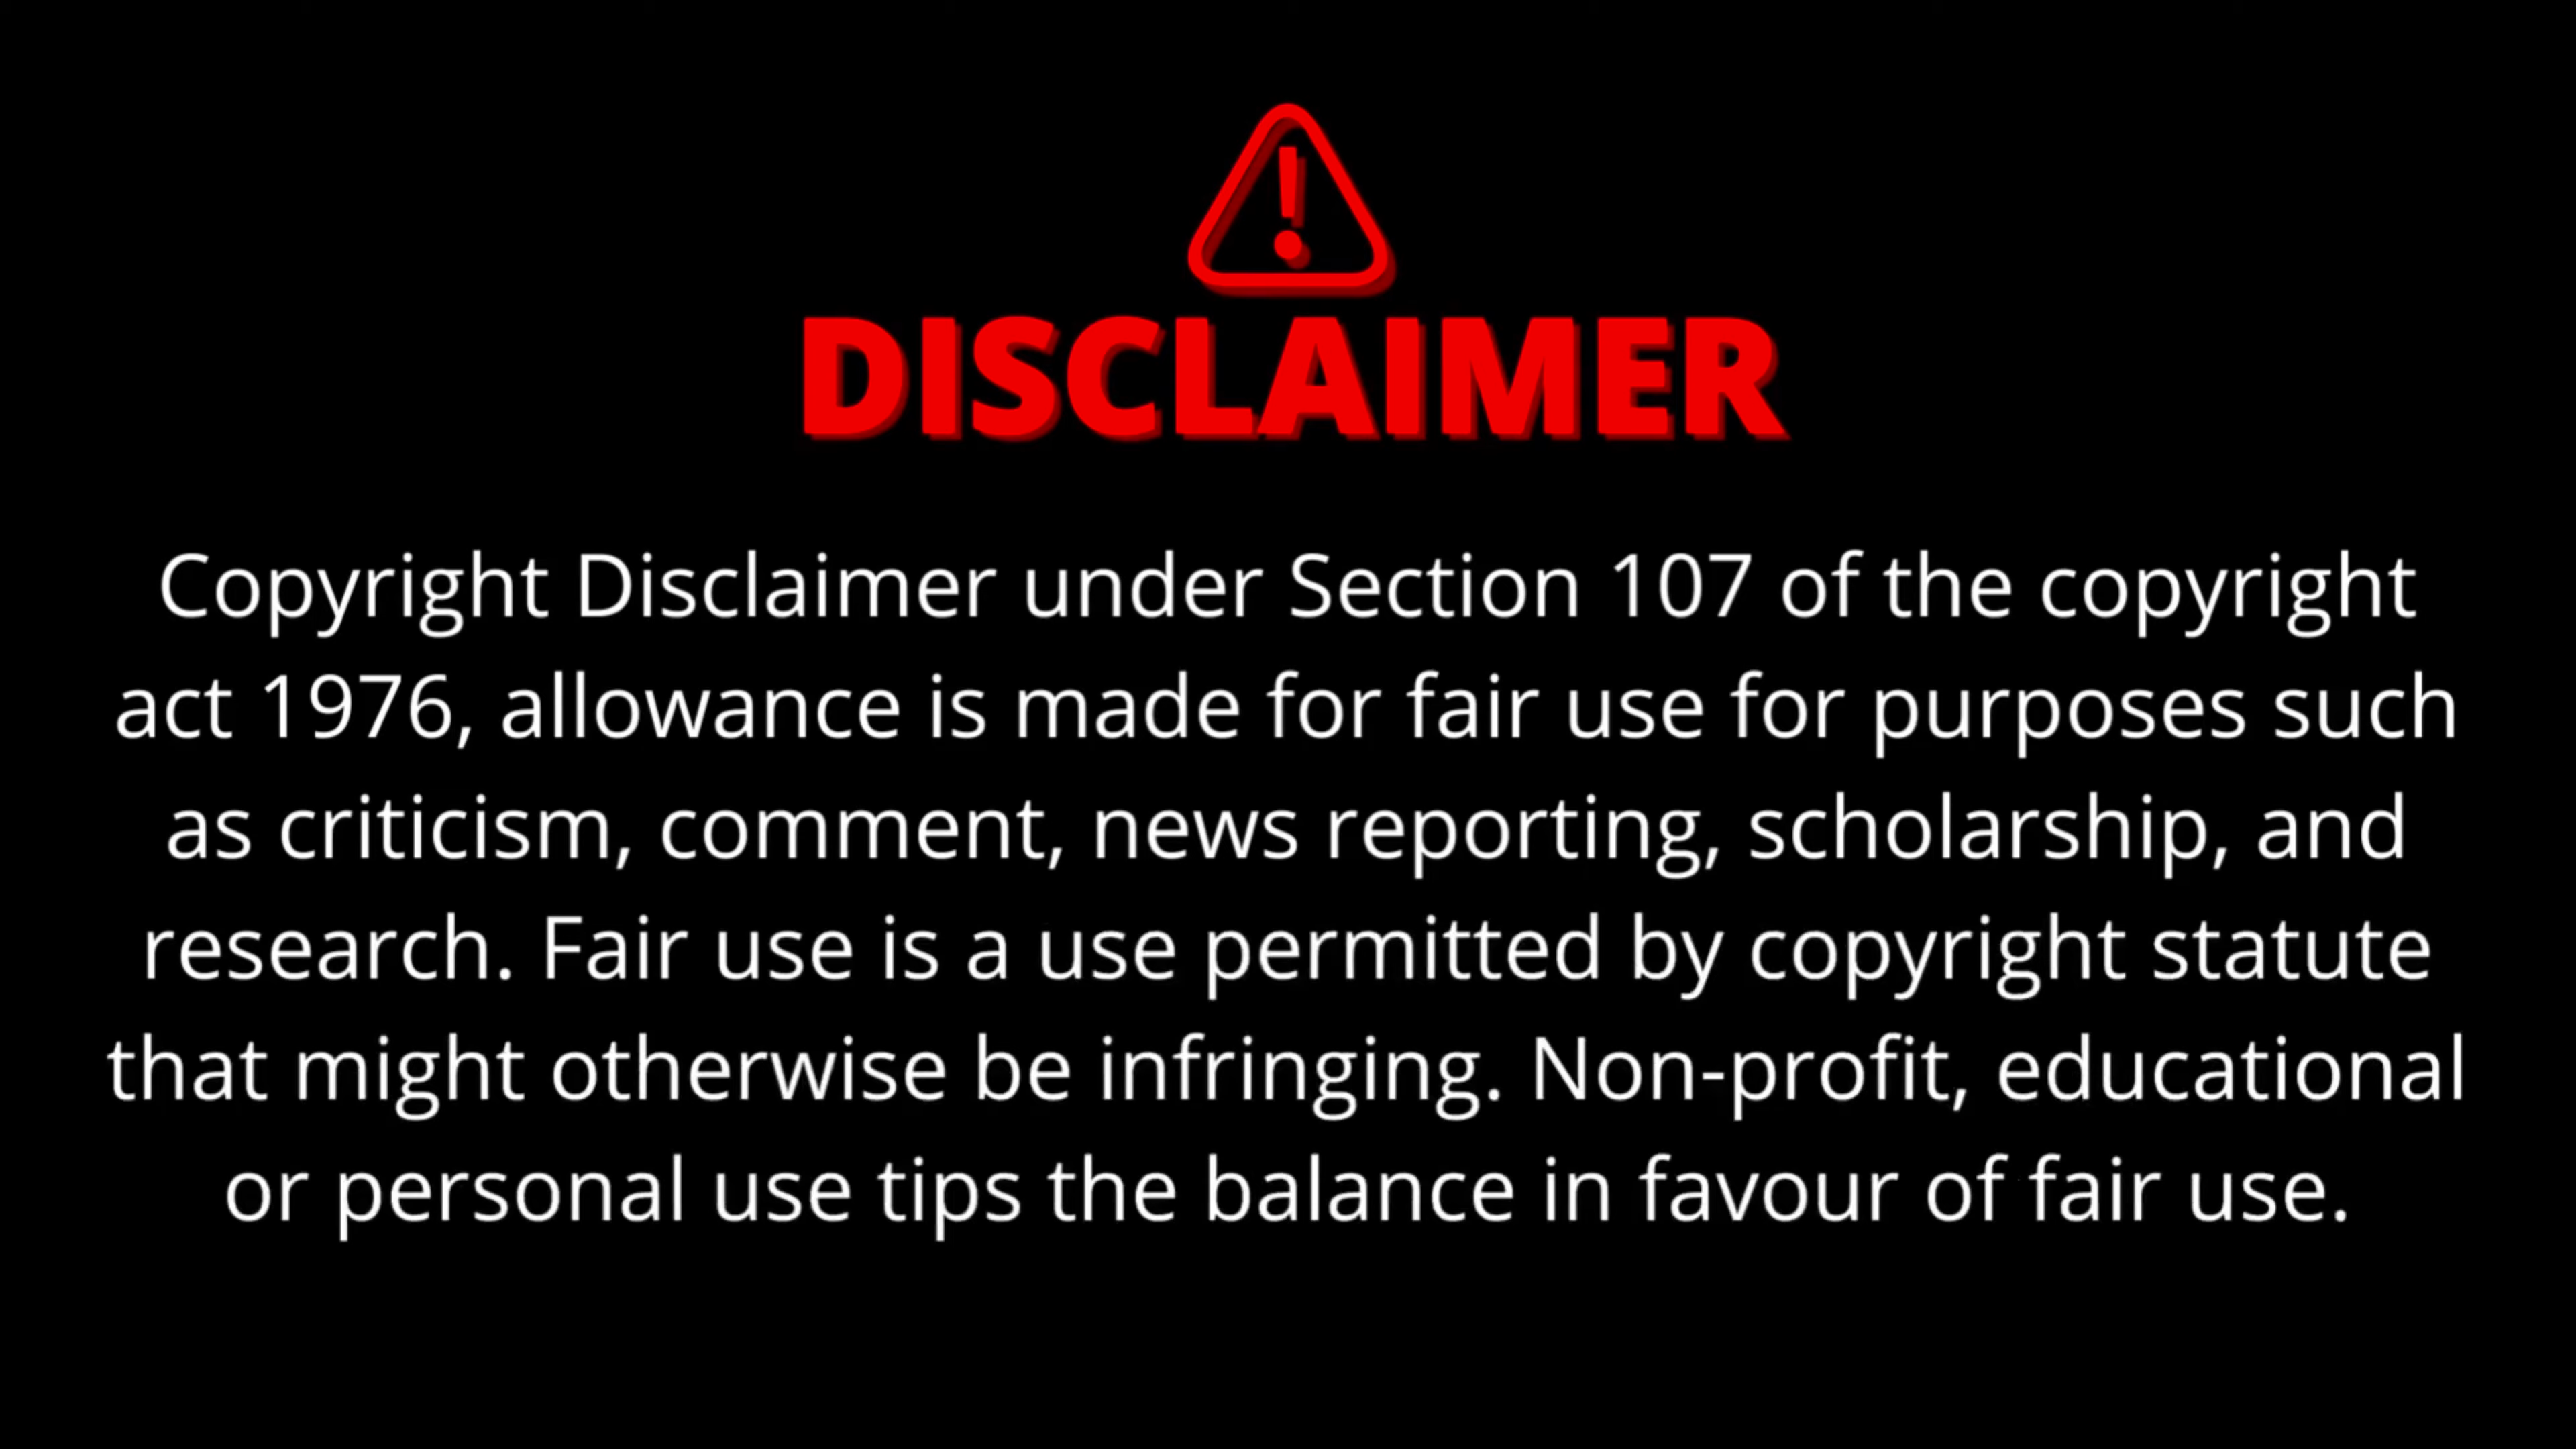 DISCLAIMER
Copyright Disclaimer under Section 107 of the copyright
act 1976, allowance is made for fair use for purposes such
as criticism, comment, news reporting, scholarship, and
research. Fair use is a use permitted by copyright statute
that might otherwise be infringing. Non-profit, educational
or personal use tips the balance in favour of fair use.